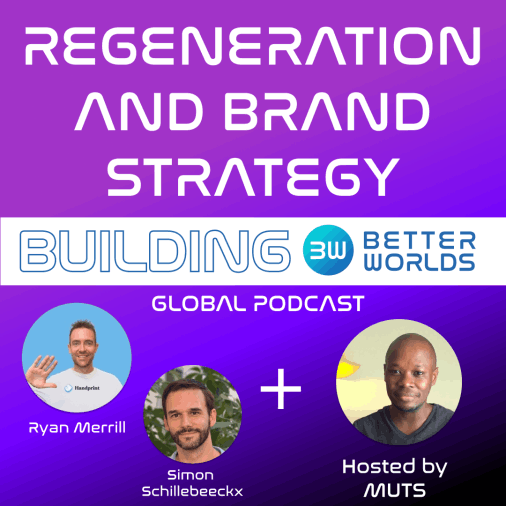 REGENERATION
AND BRAND
STRATEGY
BUILDING
BW
BETTER
WORLDS
GLOBAL PODCAST
Handprint
Ryan Merrill
Simon
Schillebeeckx
+
Hosted by
MUTS